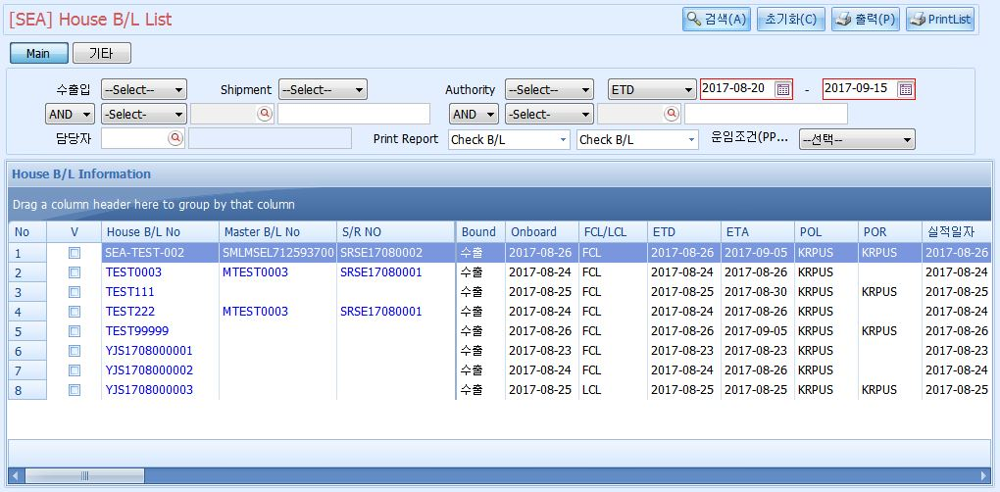 [SEA] House B/L List 검색(A) 초기화(C) 출력(P) PrintList
Main 기타
수출입 --Select-- Shipment --Select-- Authority --Select-- ETD 2017-08-20 - 2017-09-15
AND -Select- AND -Select-
담당자 Print Report Check B/L Check B/L 운임조건(PP... --선택--
House B/L Information
Drag a column header here to group by that column
No V House B/L No Master B/L No S/R NO Bound Onboard FCL/LCL ETD ETA POL POR 실적일자
1 SEA-TEST-002 SMLMSEL712593700 SRSE17080002 수출 2017-08-26 FCL 2017-08-26 2017-09-05 KRPUS KRPUS 2017-08-26
2 TEST0003 MTEST0003 SRSE17080001 수출 2017-08-24 FCL 2017-08-24 2017-08-26 KRPUS 2017-08-24
3 TEST111 수출 2017-08-25 FCL 2017-08-25 2017-08-30 KRPUS KRPUS 2017-08-25
4 TEST222 MTEST0003 SRSE17080001 수출 2017-08-24 FCL 2017-08-24 2017-08-26 KRPUS 2017-08-24
5 TEST99999 수출 2017-08-26 FCL 2017-08-26 2017-09-05 KRPUS KRPUS 2017-08-26
6 YJS1708000001 수출 2017-08-23 FCL 2017-08-23 2017-08-23 KRPUS KRPUS 2017-08-23
7 YJS1708000002 수출 2017-08-24 FCL 2017-08-24 2017-08-26 KRPUS KRPUS 2017-08-24
8 YJS1708000003 수출 2017-08-25 LCL 2017-08-25 2017-08-25 KRPUS KRPUS 2017-08-25